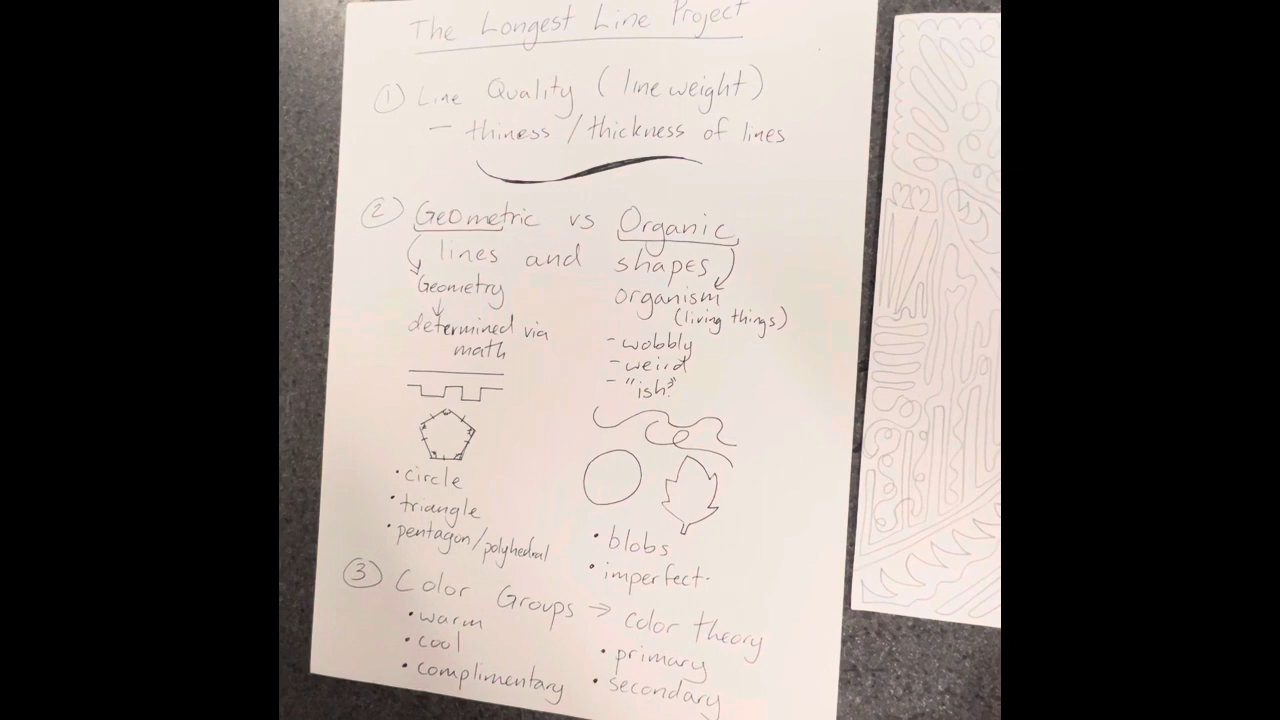 The Longest Line Project
① Line Quality (line weight)
— thiness / thickness of lines
② Geometric vs Organic
lines and shapes
Geometry
determined via
math
• circle
• triangle
• pentagon/polyhedral
organism
(living things)
- wobbly
- weird
- "ish"
• blobs
• imperfect.
③ Color Groups → color theory
• warm
• cool
• complimentary
• primary
• secondary